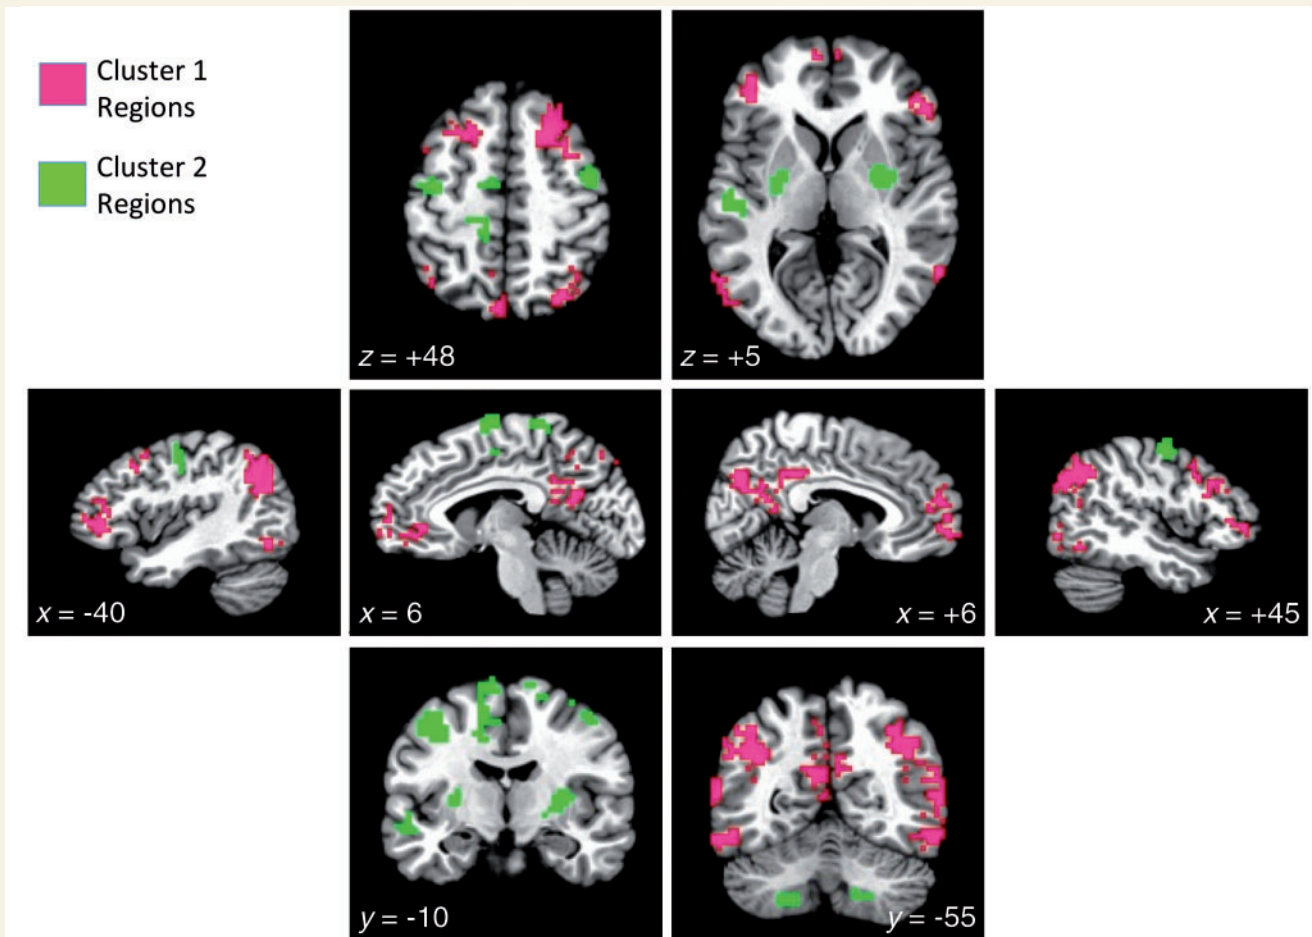 Cluster 1
Regions
Cluster 2
Regions
z = +48
z = +5
x = -40
x = 6
x = +6
x = +45
y = -10
y = -55